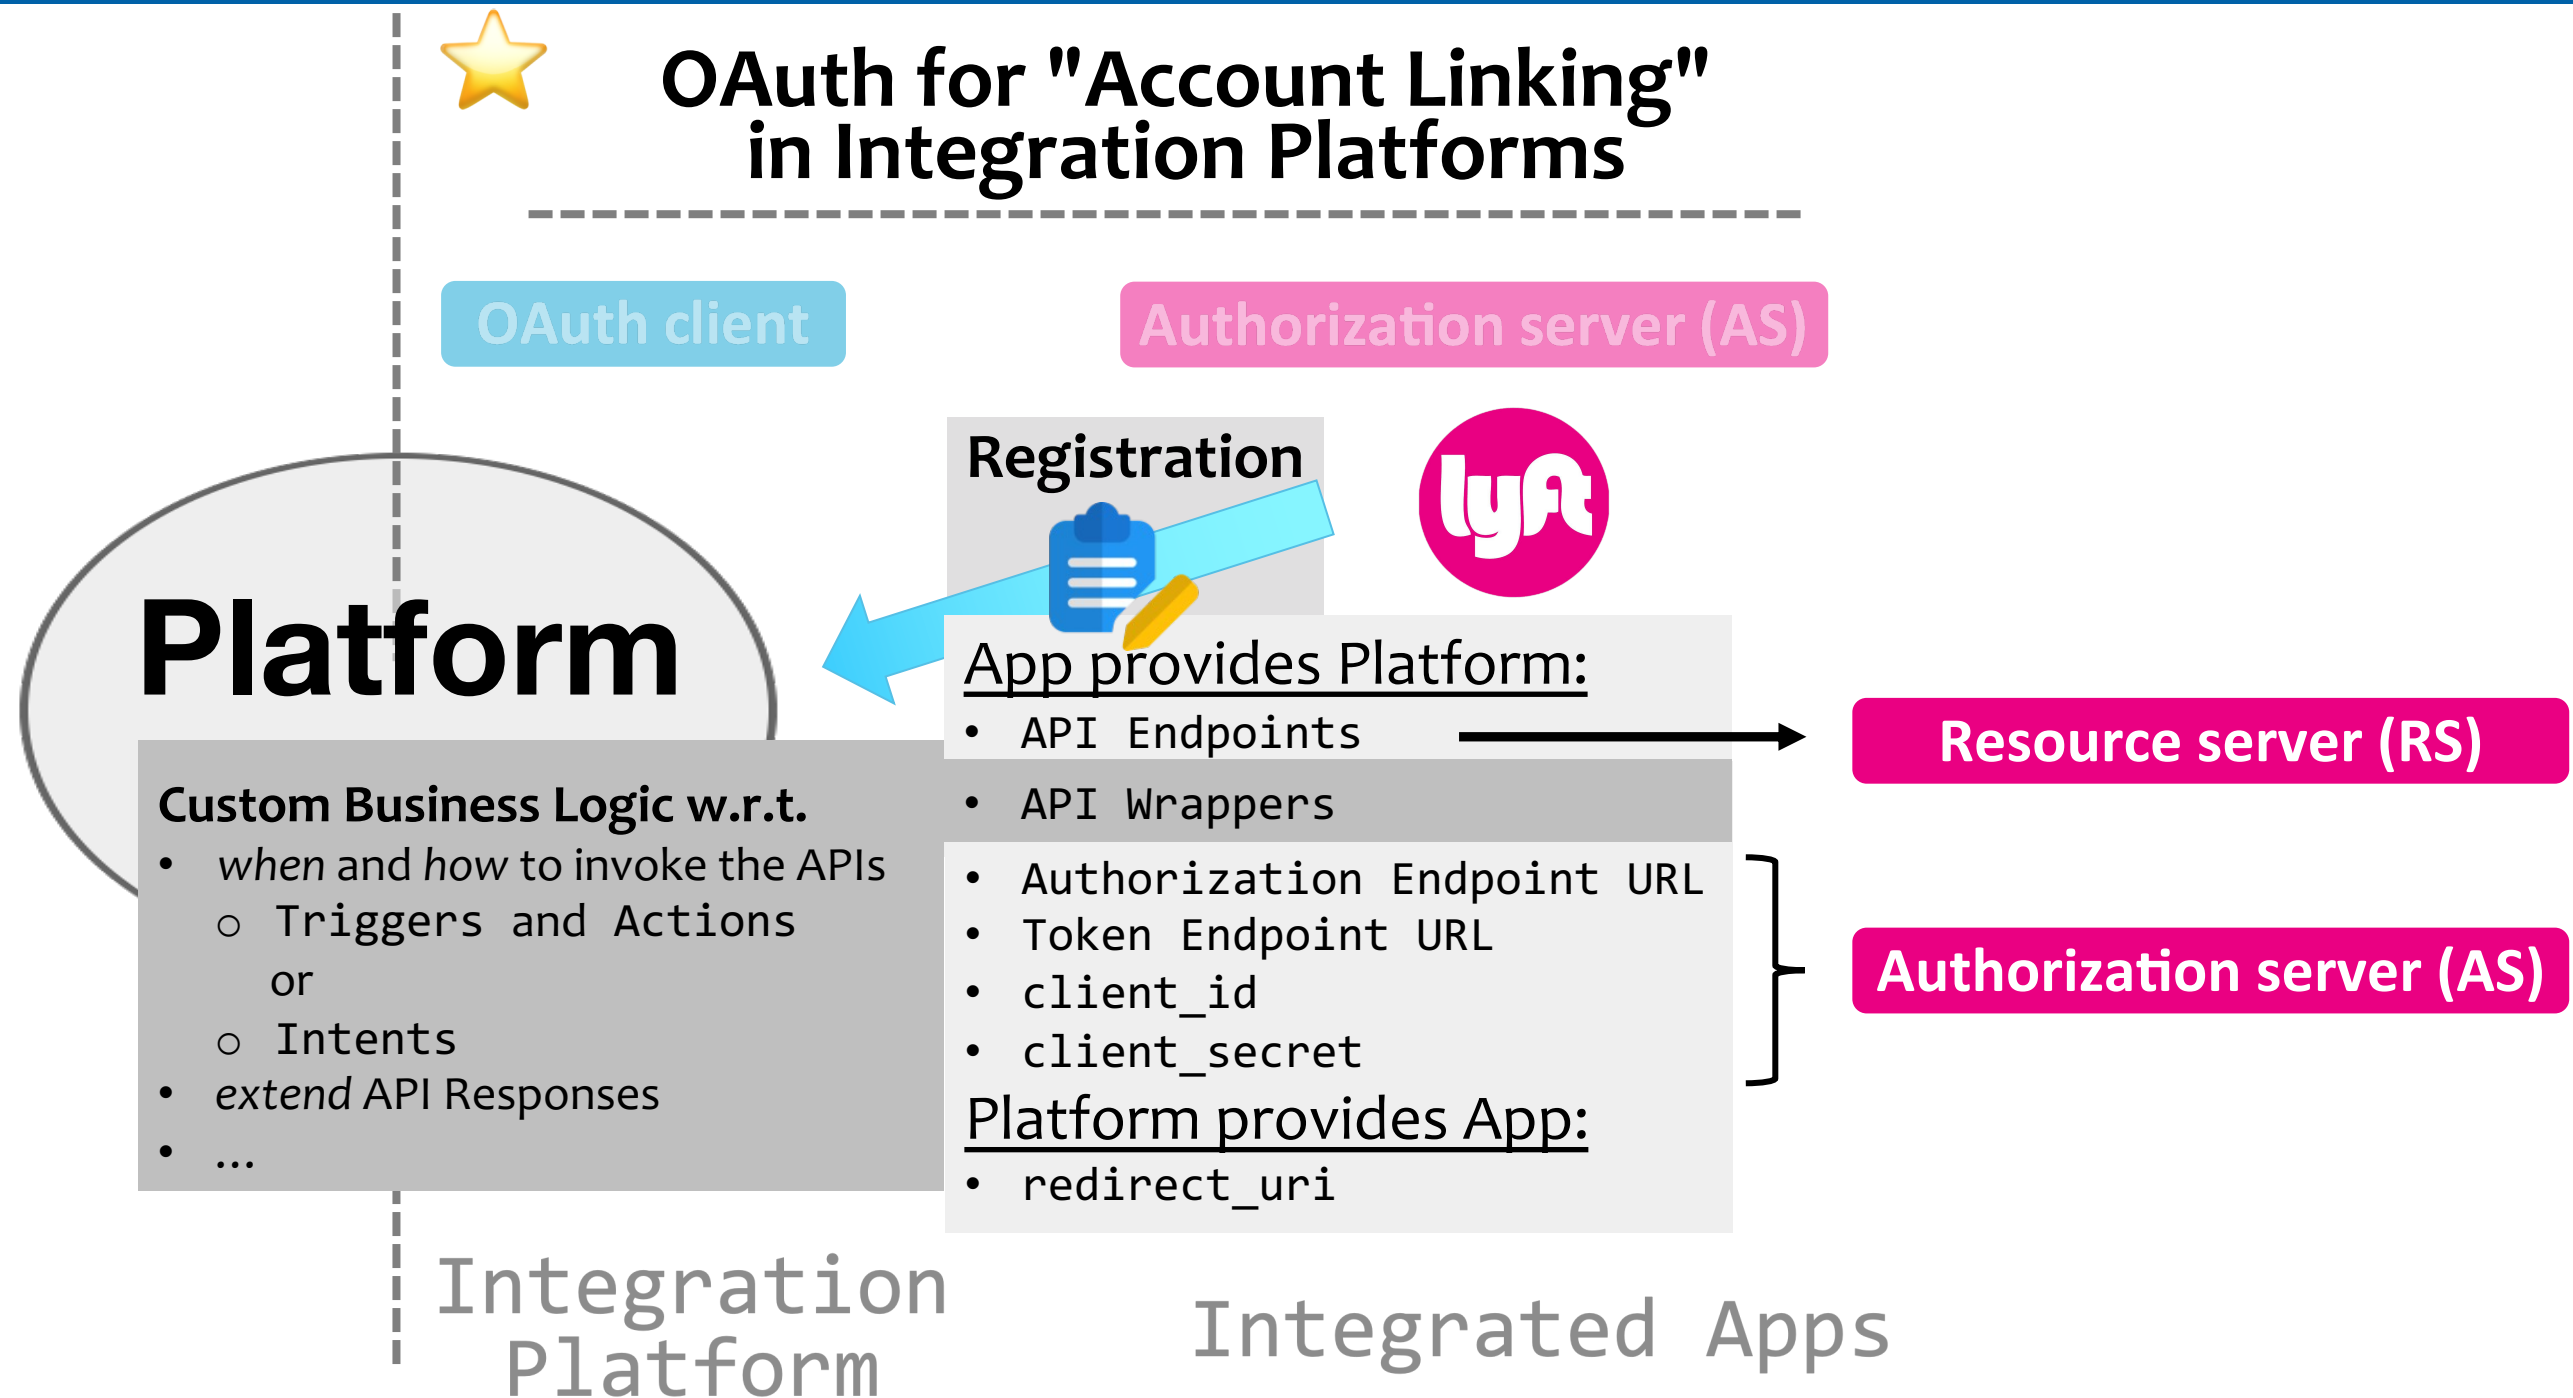 OAuth for "Account Linking"
in Integration Platforms
OAuth client
Authorization server (AS)
Registration
lyft
Platform
App provides Platform:
• API Endpoints
Resource server (RS)
• API Wrappers
• Authorization Endpoint URL
• Token Endpoint URL
• client_id
• client_secret
Authorization server (AS)
Platform provides App:
• redirect_uri
Custom Business Logic w.r.t.
• when and how to invoke the APIs
○ Triggers and Actions
or
○ Intents
• extend API Responses
• ...
Integration
Platform
Integrated Apps